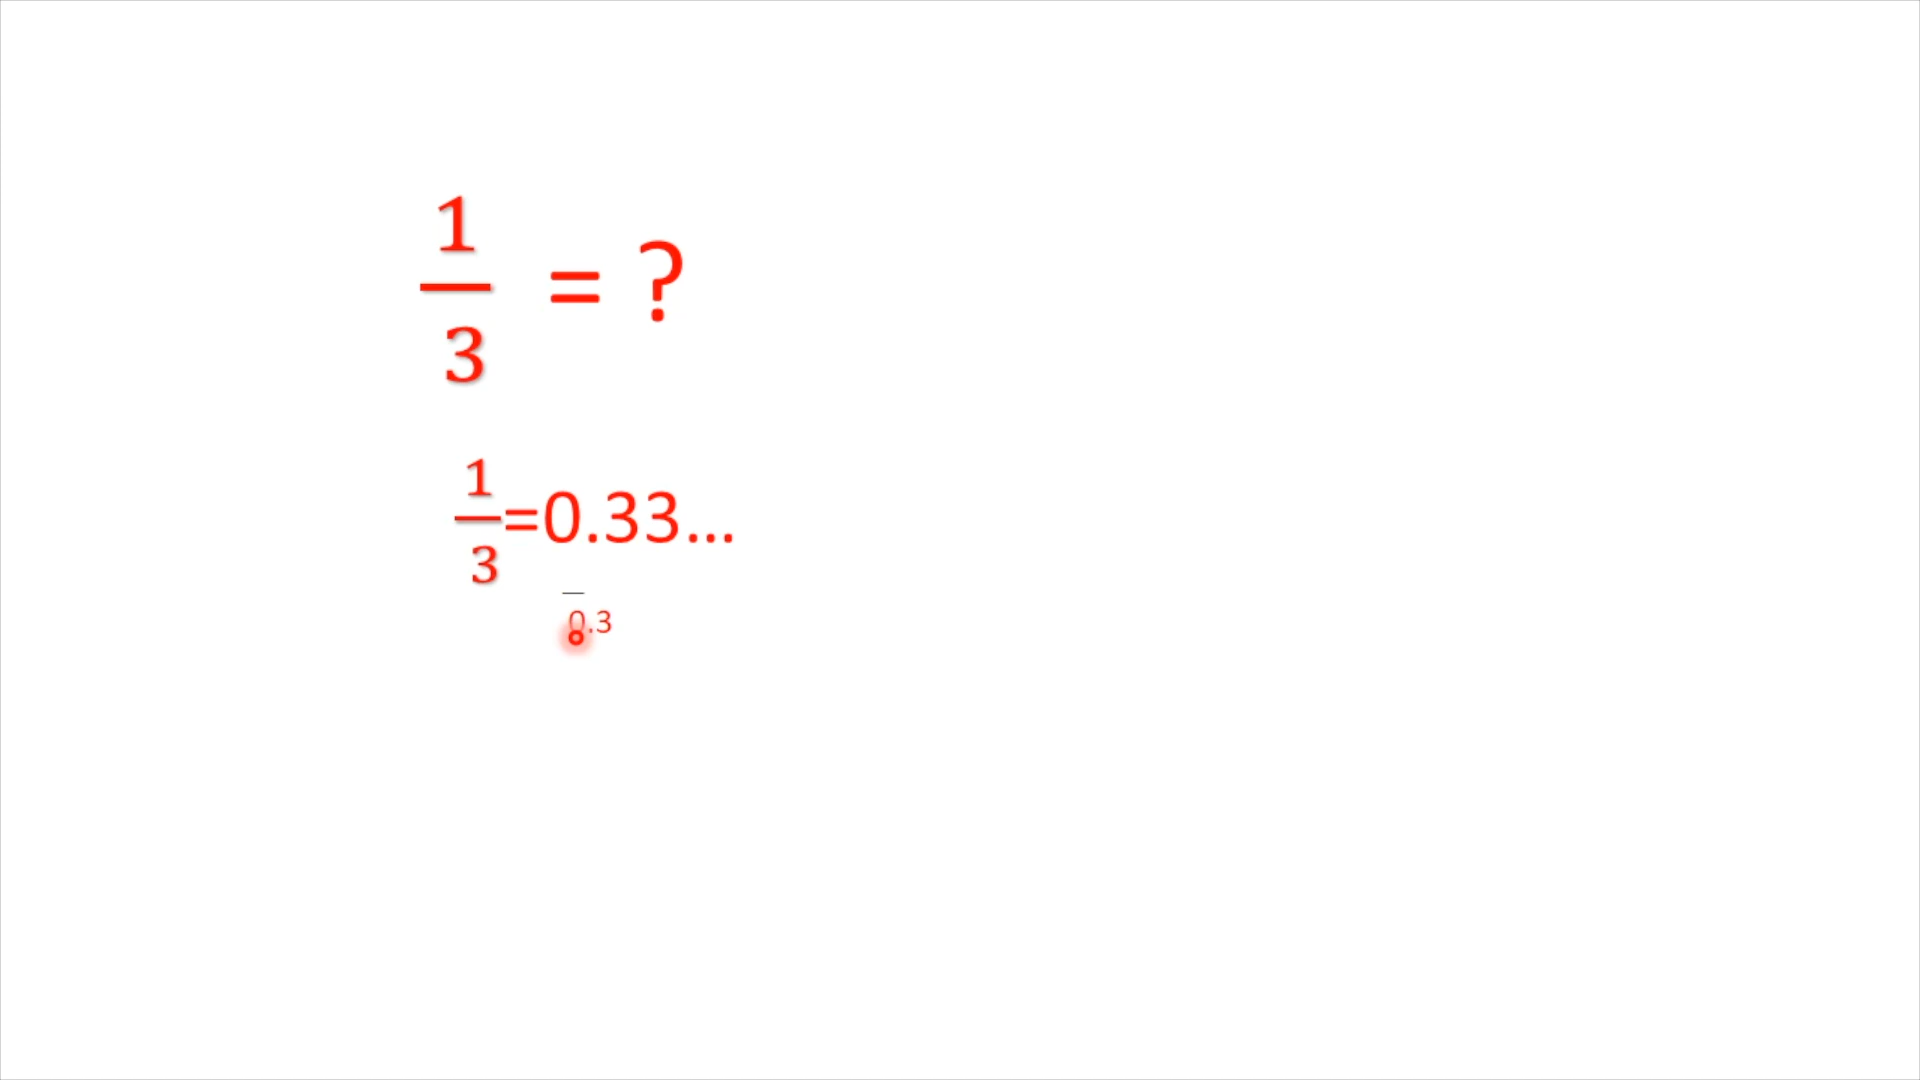 1/3 = ?
1/3=0.33...
0.3